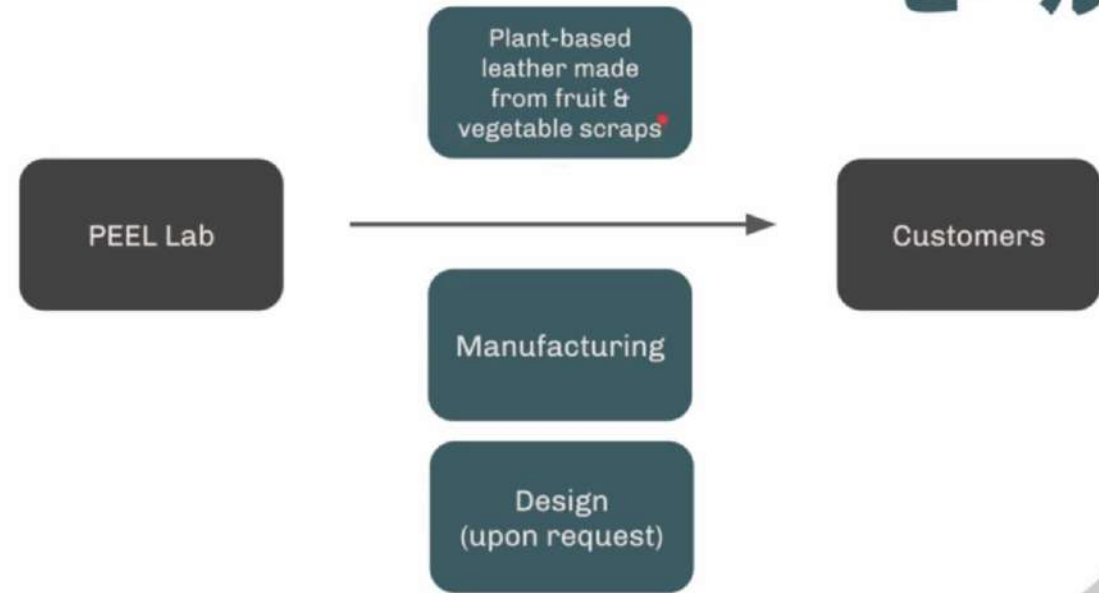 Plant-based
leather made
from fruit &
vegetable scraps
PEEL Lab
Customers
Manufacturing
Design
(upon request)